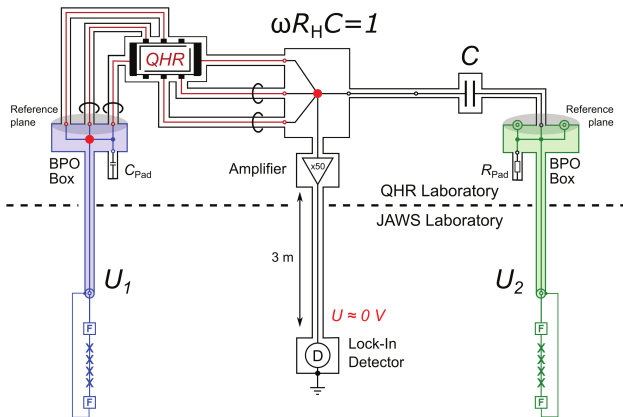 ωR_HC=1
QHR
C
Reference
plane
Reference
plane
BPO
Box
C_Pad
Amplifier
x50
R_Pad
BPO
Box
QHR Laboratory
JAWS Laboratory
3 m
U_1
U_2
U ≈ 0 V
F
F
D
Lock-In
Detector
F
F